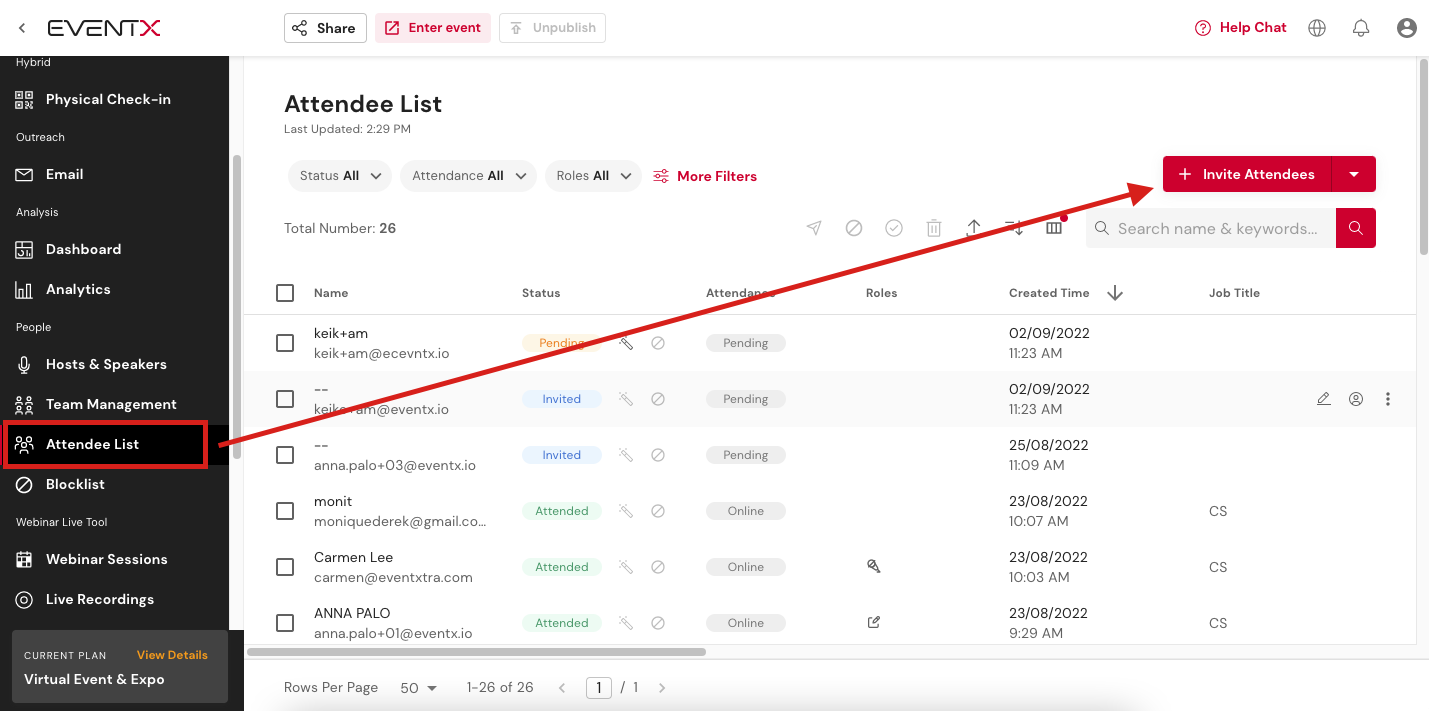 EVENTX
Share
Enter event
Unpublish
Help Chat
Hybrid
Physical Check-in
Outreach
Email
Analysis
Dashboard
Analytics
People
Hosts & Speakers
Team Management
Attendee List
Blocklist
Webinar Live Tool
Webinar Sessions
Live Recordings
CURRENT PLAN View Details
Virtual Event & Expo
Attendee List
Last Updated: 2:29 PM
Status All
Attendance All
Roles All
More Filters
+ Invite Attendees
Total Number: 26
Search name & keywords...
Name Status Attendance Roles Created Time Job Title
keik+am Pending Pending 02/09/2022
keik+am@ecevntx.io 11:23 AM
-- Invited Pending 02/09/2022
keik+am@eventx.io 11:23 AM
-- Invited Pending 25/08/2022
anna.palo+03@eventx.io 11:09 AM
monit Attended Online 23/08/2022 CS
moniquederek@gmail.co... 10:07 AM
Carmen Lee Attended Online 23/08/2022 CS
carmen@eventxtra.com 10:03 AM
ANNA PALO Attended Online 23/08/2022 CS
anna.palo+01@eventx.io 9:29 AM
Rows Per Page 50 1-26 of 26 1 / 1